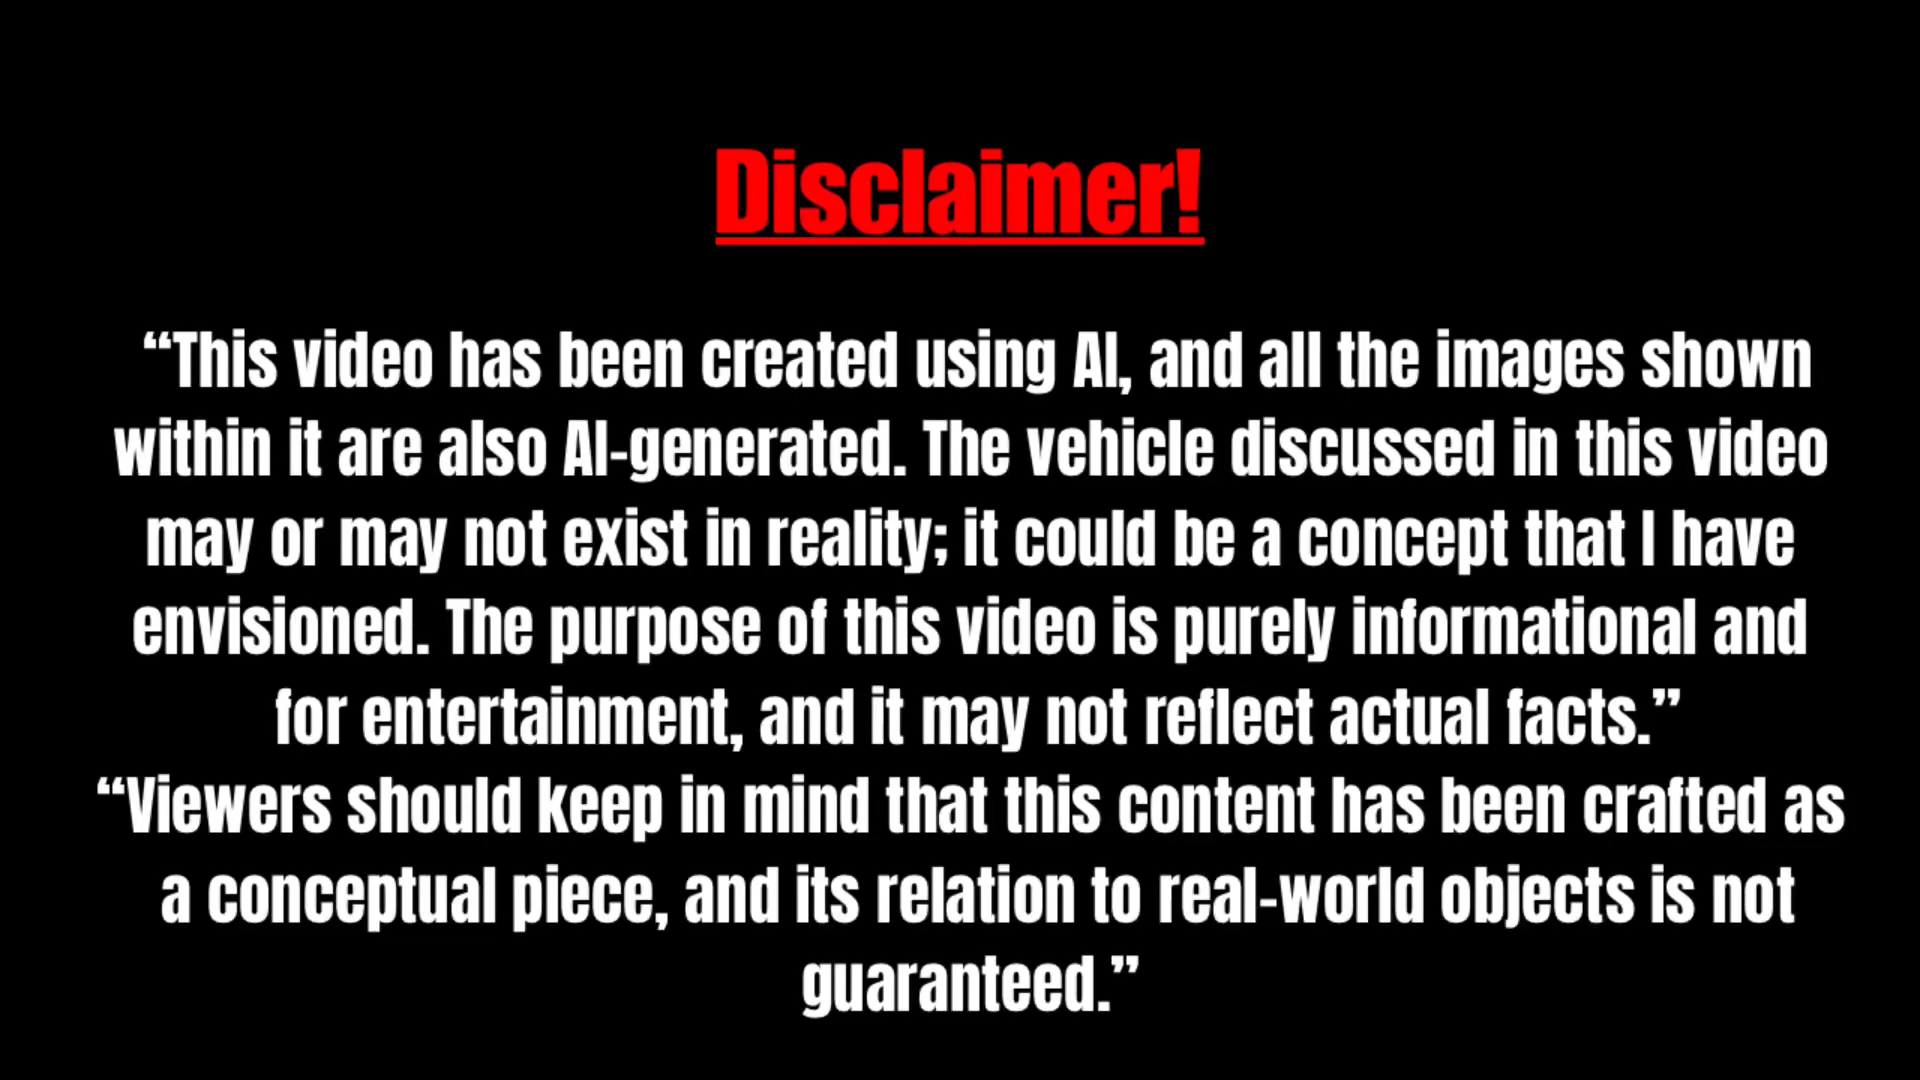 Disclaimer!
“This video has been created using AI, and all the images shown
within it are also AI-generated. The vehicle discussed in this video
may or may not exist in reality; it could be a concept that I have
envisioned. The purpose of this video is purely informational and
for entertainment, and it may not reflect actual facts.”
“Viewers should keep in mind that this content has been crafted as
a conceptual piece, and its relation to real-world objects is not
guaranteed.”